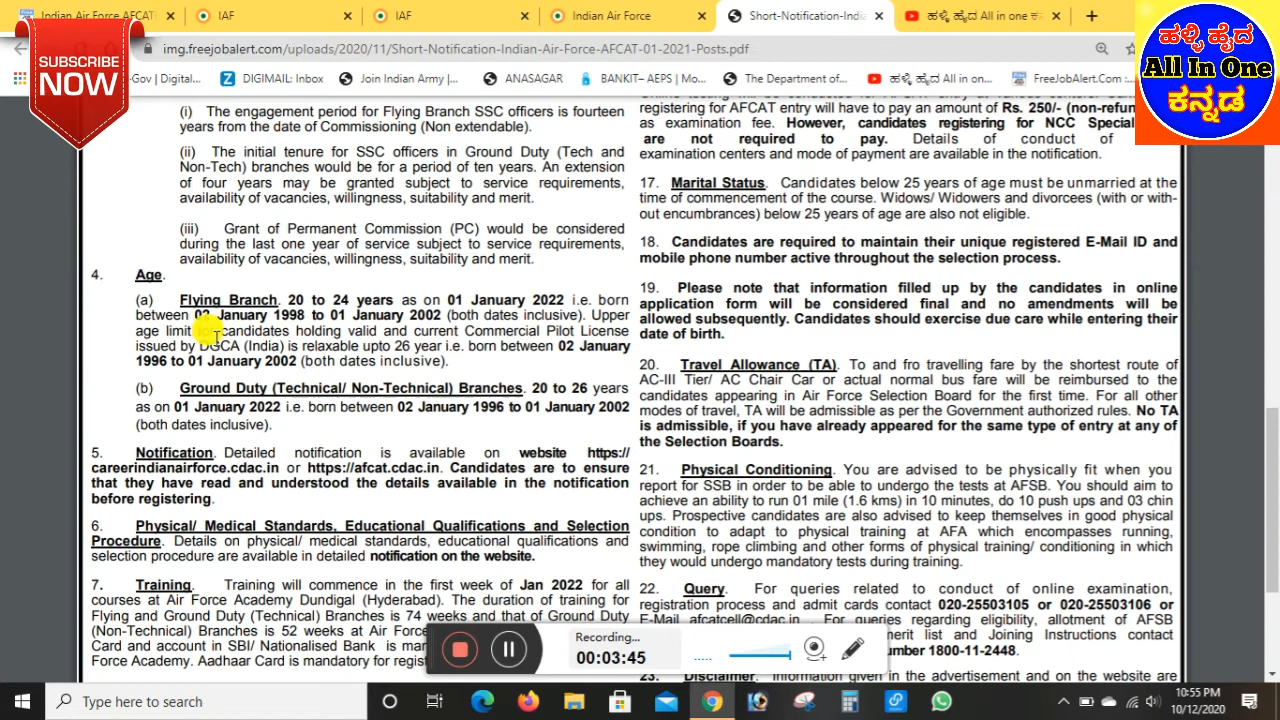 Indian Air Force AFCAT
IAF
IAF
Indian Air Force
Short-Notification-India
ಹಳ್ಳಿ ಹೈದ All in one ಕನ್ನ
img.freejobalert.com/uploads/2020/11/Short-Notification-Indian-Air-Force-AFCAT-01-2021-Posts.pdf
-Gov | Digital...
DIGIMAIL: Inbox
Join Indian Army |...
ANASAGAR
BANKIT– AEPS | Mo...
The Department of...
ಹಳ್ಳಿ ಹೈದ All in on...
FreeJobAlert.Com :...
SUBSCRIBE
NOW
ಹಳ್ಳಿ ಹೈದ
All In One
ಕನ್ನಡ
(i) The engagement period for Flying Branch SSC officers is fourteen
years from the date of Commissioning (Non extendable).
(ii) The initial tenure for SSC officers in Ground Duty (Tech and
Non-Tech) branches would be for a period of ten years. An extension
of four years may be granted subject to service requirements,
availability of vacancies, willingness, suitability and merit.
(iii) Grant of Permanent Commission (PC) would be considered
during the last one year of service subject to service requirements,
availability of vacancies, willingness, suitability and merit.
4. Age.
(a) Flying Branch. 20 to 24 years as on 01 January 2022 i.e. born
between 02 January 1998 to 01 January 2002 (both dates inclusive). Upper
age limit for candidates holding valid and current Commercial Pilot License
issued by DGCA (India) is relaxable upto 26 year i.e. born between 02 January
1996 to 01 January 2002 (both dates inclusive).
(b) Ground Duty (Technical/ Non-Technical) Branches. 20 to 26 years
as on 01 January 2022 i.e. born between 02 January 1996 to 01 January 2002
(both dates inclusive).
5. Notification. Detailed notification is available on website https://
careerindianairforce.cdac.in or https://afcat.cdac.in. Candidates are to ensure
that they have read and understood the details available in the notification
before registering.
6. Physical/ Medical Standards, Educational Qualifications and Selection
Procedure. Details on physical/ medical standards, educational qualifications and
selection procedure are available in detailed notification on the website.
7. Training. Training will commence in the first week of Jan 2022 for all
courses at Air Force Academy Dundigal (Hyderabad). The duration of training for
Flying and Ground Duty (Technical) Branches is 74 weeks and that of Ground Duty
(Non-Technical) Branches is 52 weeks at Air Force
Card and account in SBI/ Nationalised Bank is
Force Academy. Aadhaar Card is mandatory for
registering for AFCAT entry will have to pay an amount of Rs. 250/- (non-refun
as examination fee. However, candidates registering for NCC Special
are not required to pay. Details of conduct of
examination centers and mode of payment are available in the notification.
17. Marital Status. Candidates below 25 years of age must be unmarried at the
time of commencement of the course. Widows/ Widowers and divorcees (with or with-
out encumbrances) below 25 years of age are also not eligible.
18. Candidates are required to maintain their unique registered E-Mail ID and
mobile phone number active throughout the selection process.
19. Please note that information filled up by the candidates in online
application form will be considered final and no amendments will be
allowed subsequently. Candidates should exercise due care while entering their
date of birth.
20. Travel Allowance (TA). To and fro travelling fare by the shortest route of
AC-III Tier/ AC Chair Car or actual normal bus fare will be reimbursed to the
candidates appearing in Air Force Selection Board for the first time. For all other
modes of travel, TA will be admissible as per the Government authorized rules. No TA
is admissible, if you have already appeared for the same type of entry at any of
the Selection Boards.
21. Physical Conditioning. You are advised to be physically fit when you
report for SSB in order to be able to undergo the tests at AFSB. You should aim to
achieve an ability to run 01 mile (1.6 kms) in 10 minutes, do 10 push ups and 03 chin
ups. Prospective candidates are also advised to keep themselves in good physical
condition to adapt to physical training at AFA which encompasses running,
swimming, rope climbing and other forms of physical training/ conditioning in which
they would undergo mandatory tests during training.
22. Query. For queries related to conduct of online examination,
registration process and admit cards contact 020-25503105 or 020-25503106 or
E-Mail afcatcell@cdac.in . For queries regarding eligibility, allotment of AFSB
merit list and Joining Instructions contact
number 1800-11-2448.
23. Disclaimer. Information given in the advertisement and on the website are
Recording...
00:03:45
Type here to search
10:55 PM
10/12/2020